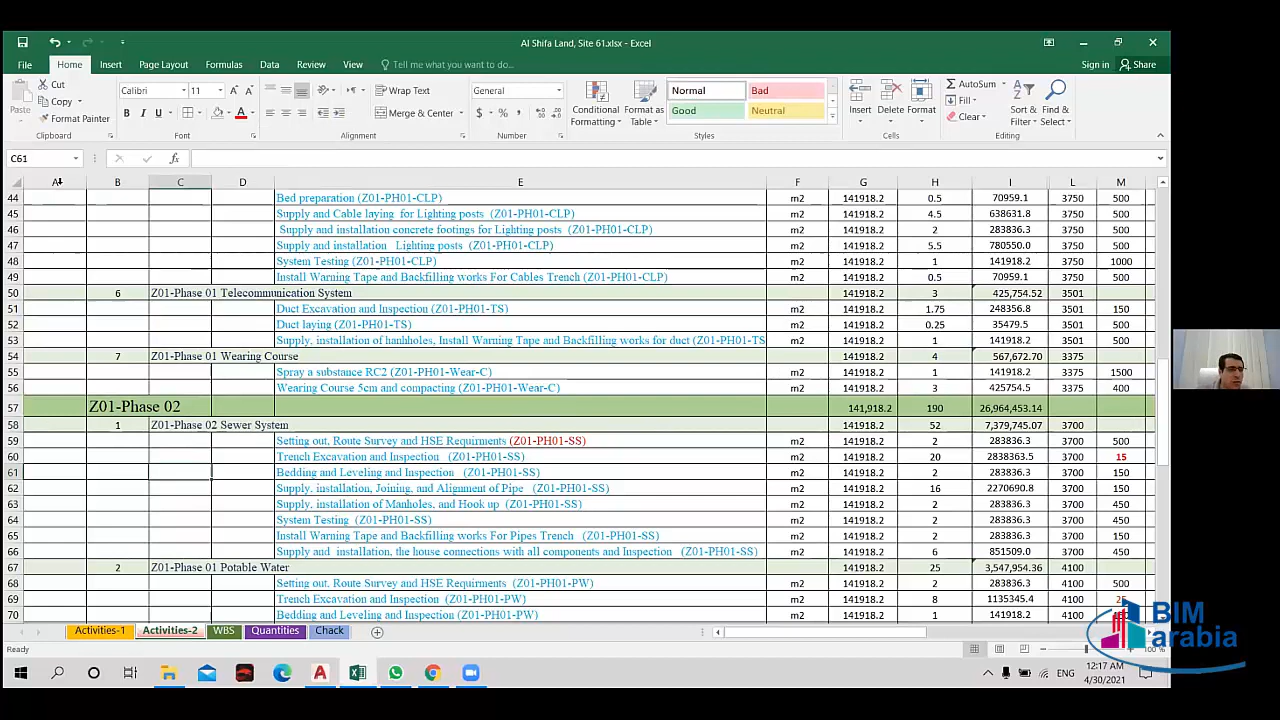 Al Shifa Land, Site 61.xlsx - Excel
File Home Insert Page Layout Formulas Data Review View Tell me what you want to do... Sign in Share
Cut Calibri 11 Wrap Text General Normal Bad AutoSum
Paste Copy Merge & Center Conditional Formatting Format as Table Good Neutral Insert Delete Format Fill Sort & Filter Find & Select
Format Painter Clear
Clipboard Font Alignment Number Styles Cells Editing
C61 fx
A B C D E F G H I L M
44 Bed preparation (Z01-PH01-CLP) m2 141918.2 0.5 70959.1 3750 500
45 Supply and Cable laying for Lighting posts (Z01-PH01-CLP) m2 141918.2 4.5 638631.8 3750 500
46 Supply and installation concrete footings for Lighting posts (Z01-PH01-CLP) m2 141918.2 2 283836.3 3750 500
47 Supply and installation Lighting posts (Z01-PH01-CLP) m2 141918.2 5.5 780550.0 3750 500
48 System Testing (Z01-PH01-CLP) m2 141918.2 1 141918.2 3750 1000
49 Install Warning Tape and Backfilling works For Cables Trench (Z01-PH01-CLP) m2 141918.2 0.5 70959.1 3750 500
50 6 Z01-Phase 01 Telecommunication System 141918.2 3 425,754.52 3501
51 Duct Excavation and Inspection (Z01-PH01-TS) m2 141918.2 1.75 248356.8 3501 150
52 Duct laying (Z01-PH01-TS) m2 141918.2 0.25 35479.5 3501 500
53 Supply, installation of hanhholes, Install Warning Tape and Backfilling works for duct (Z01-PH01-TS m2 141918.2 1 141918.2 3501 500
54 7 Z01-Phase 01 Wearing Course m2 141918.2 4 567,672.70 3375
55 Spray a substance RC2 (Z01-PH01-Wear-C) m2 141918.2 1 141918.2 3375 1500
56 Wearing Course 5cm and compacting (Z01-PH01-Wear-C) m2 141918.2 3 425754.5 3375 400
57 Z01-Phase 02 141,918.2 190 26,964,453.14
58 1 Z01-Phase 02 Sewer System m2 141918.2 52 7,379,745.07 3700
59 Setting out, Route Survey and HSE Requirments (Z01-PH01-SS) m2 141918.2 2 283836.3 3700 500
60 Trench Excavation and Inspection (Z01-PH01-SS) m2 141918.2 20 2838363.5 3700 15
61 Bedding and Leveling and Inspection (Z01-PH01-SS) m2 141918.2 2 283836.3 3700 150
62 Supply, installation, Joining, and Alignment of Pipe (Z01-PH01-SS) m2 141918.2 16 2270690.8 3700 150
63 Supply, installation of Manholes, and Hook up (Z01-PH01-SS) m2 141918.2 2 283836.3 3700 450
64 System Testing (Z01-PH01-SS) m2 141918.2 2 283836.3 3700 450
65 Install Warning Tape and Backfilling works For Pipes Trench (Z01-PH01-SS) m2 141918.2 2 283836.3 3700 150
66 Supply and installation, the house connections with all components and Inspection (Z01-PH01-SS) m2 141918.2 6 851509.0 3700 450
67 2 Z01-Phase 01 Potable Water m2 141918.2 25 3,547,954.36 4100
68 Setting out, Route Survey and HSE Requirments (Z01-PH01-PW) m2 141918.2 2 283836.3 4100 500
69 Trench Excavation and Inspection (Z01-PH01-PW) m2 141918.2 8 1135345.4 4100
70 Bedding and Leveling and Inspection (Z01-PH01-PW) m2 141918.2 1 141918.2 4100
Activities-1 Activities-2 WBS Quantities Chack
Ready
BIM
arabia
ENG 12:17 AM
4/30/2021